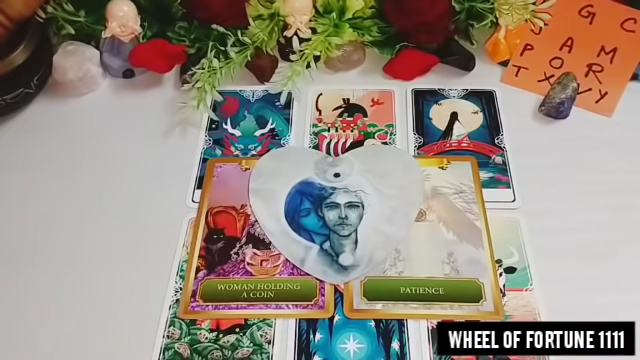 G C
S A M
P O R
T X Y
WOMAN HOLDING
A COIN
PATIENCE
WHEEL OF FORTUNE 1111